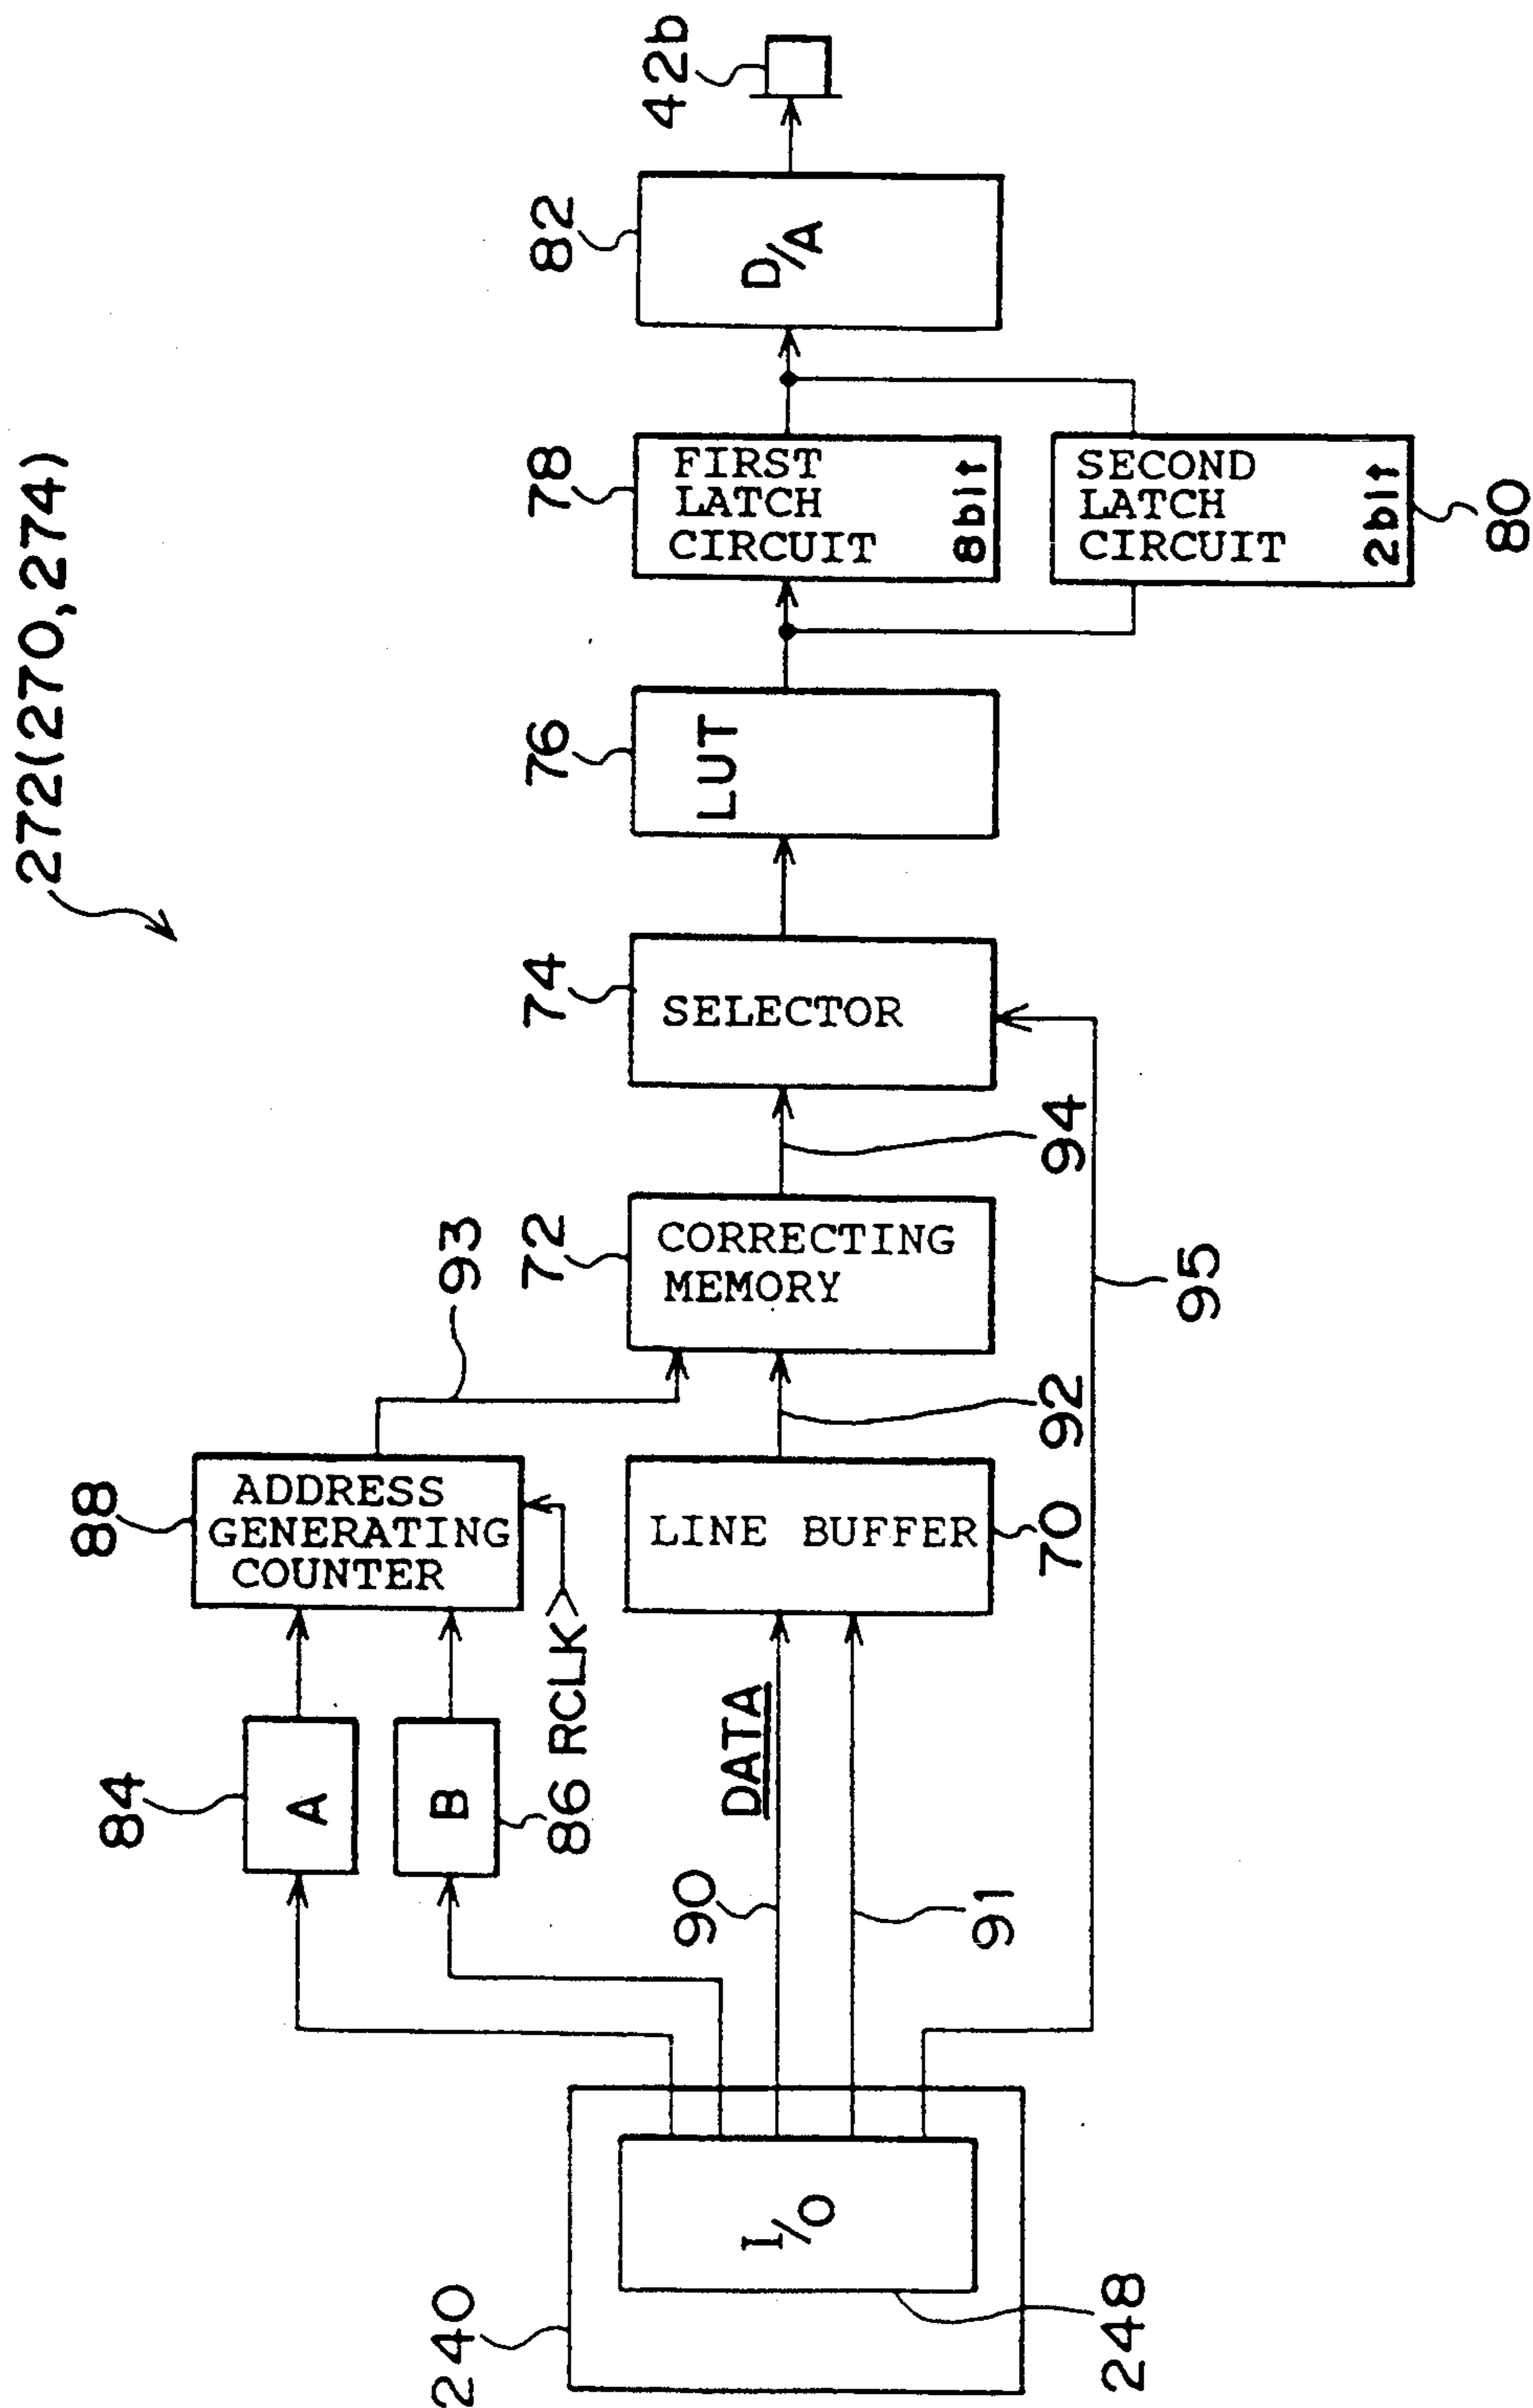 272(270,274)
240
I/O
248
84
A
B
86
RCLK>
88
ADDRESS
GENERATING
COUNTER
93
90
DATA
91
LINE BUFFER
70
92
72
CORRECTING
MEMORY
94
95
74
SELECTOR
76
LUT
78
FIRST
LATCH
CIRCUIT
8bit
SECOND
LATCH
CIRCUIT
2bit
80
82
D/A
42b